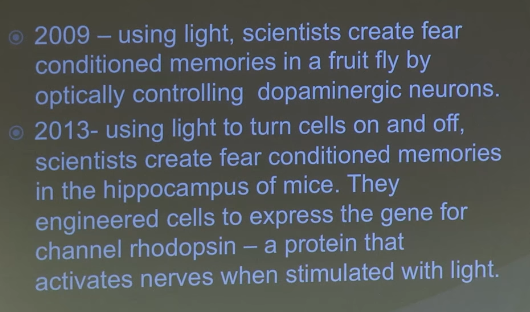 2009 – using light, scientists create fear
conditioned memories in a fruit fly by
optically controlling dopaminergic neurons.
2013- using light to turn cells on and off,
scientists create fear conditioned memories
in the hippocampus of mice. They
engineered cells to express the gene for
channel rhodopsin – a protein that
activates nerves when stimulated with light.